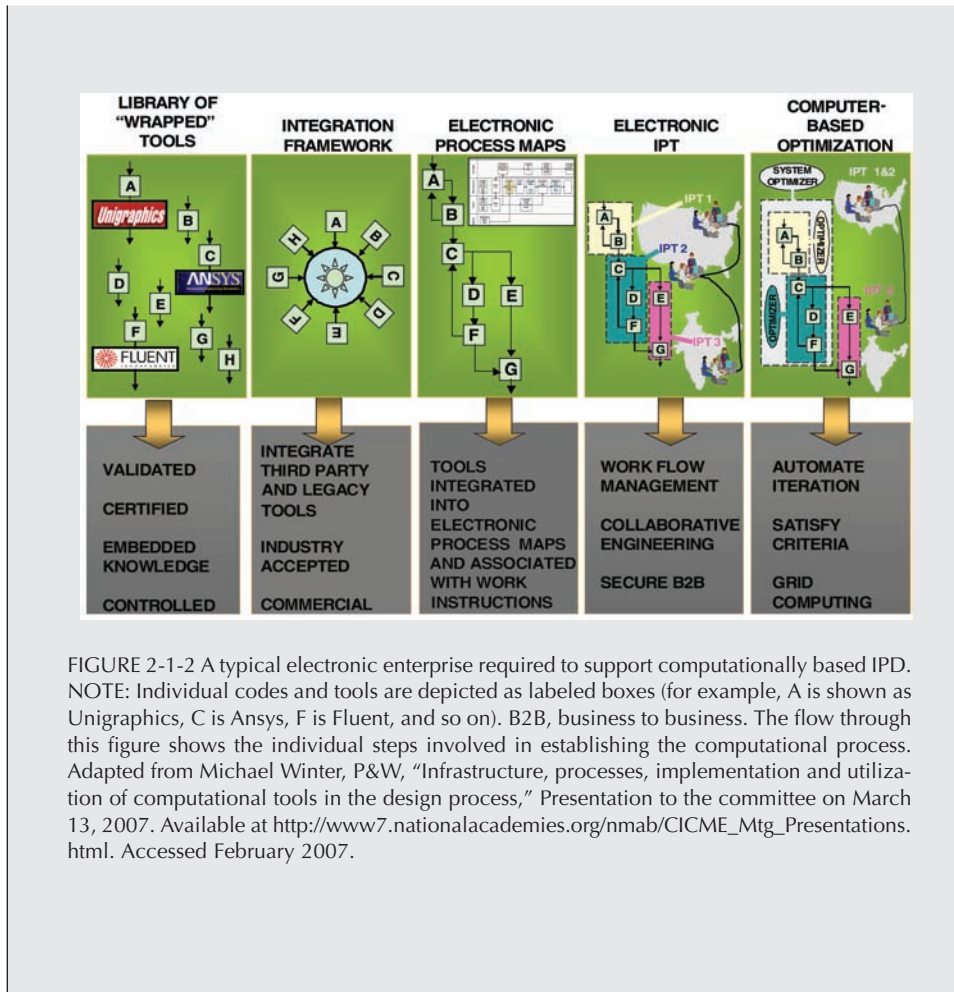 LIBRARY OF
“WRAPPED”
TOOLS
INTEGRATION
FRAMEWORK
ELECTRONIC
PROCESS MAPS
ELECTRONIC
IPT
COMPUTER-
BASED
OPTIMIZATION
A
Unigraphics
B
C
ANSYS
D
E
F
FLUENT
G
H
A
B
C
D
E
F
G
H
A
B
C
D
E
F
G
IPT 1
A
B
IPT 2
C
D
E
F
G
IPT 3
SYSTEM
OPTIMIZER
IPT 1&2
A
B
OPTIMIZER
C
OPTIMIZER
D
E
F
G
VALIDATED
CERTIFIED
EMBEDDED
KNOWLEDGE
CONTROLLED
INTEGRATE
THIRD PARTY
AND LEGACY
TOOLS
INDUSTRY
ACCEPTED
COMMERCIAL
TOOLS
INTEGRATED
INTO
ELECTRONIC
PROCESS MAPS
AND ASSOCIATED
WITH WORK
INSTRUCTIONS
WORK FLOW
MANAGEMENT
COLLABORATIVE
ENGINEERING
SECURE B2B
AUTOMATE
ITERATION
SATISFY
CRITERIA
GRID
COMPUTING
FIGURE 2-1-2 A typical electronic enterprise required to support computationally based IPD.
NOTE: Individual codes and tools are depicted as labeled boxes (for example, A is shown as
Unigraphics, C is Ansys, F is Fluent, and so on). B2B, business to business. The flow through
this figure shows the individual steps involved in establishing the computational process.
Adapted from Michael Winter, P&W, “Infrastructure, processes, implementation and utiliza-
tion of computational tools in the design process,” Presentation to the committee on March
13, 2007. Available at http://www7.nationalacademies.org/nmab/CICME_Mtg_Presentations.
html. Accessed February 2007.